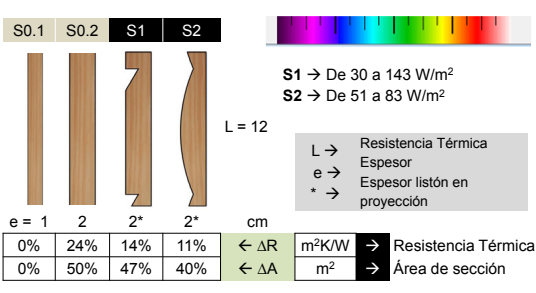 S0.1 S0.2 S1 S2
S1 → De 30 a 143 W/m²
S2 → De 51 a 83 W/m²
L = 12
L → Resistencia Térmica
e → Espesor
* → Espesor listón en
proyección
e = 1 2 2* 2* cm
0% 24% 14% 11% ← ΔR m²K/W → Resistencia Térmica
0% 50% 47% 40% ← ΔA m² → Área de sección